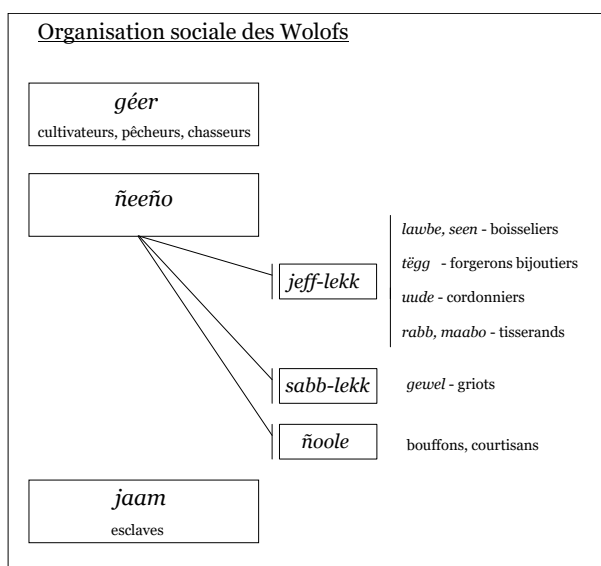 Organisation sociale des Wolofs
géer
cultivateurs, pêcheurs, chasseurs
ñeeño
jeff-lekk
lawbe, seen - boisseliers
tëgg - forgerons bijoutiers
uude - cordonniers
rabb, maabo - tisserands
sabb-lekk
gewel - griots
ñoole
bouffons, courtisans
jaam
esclaves